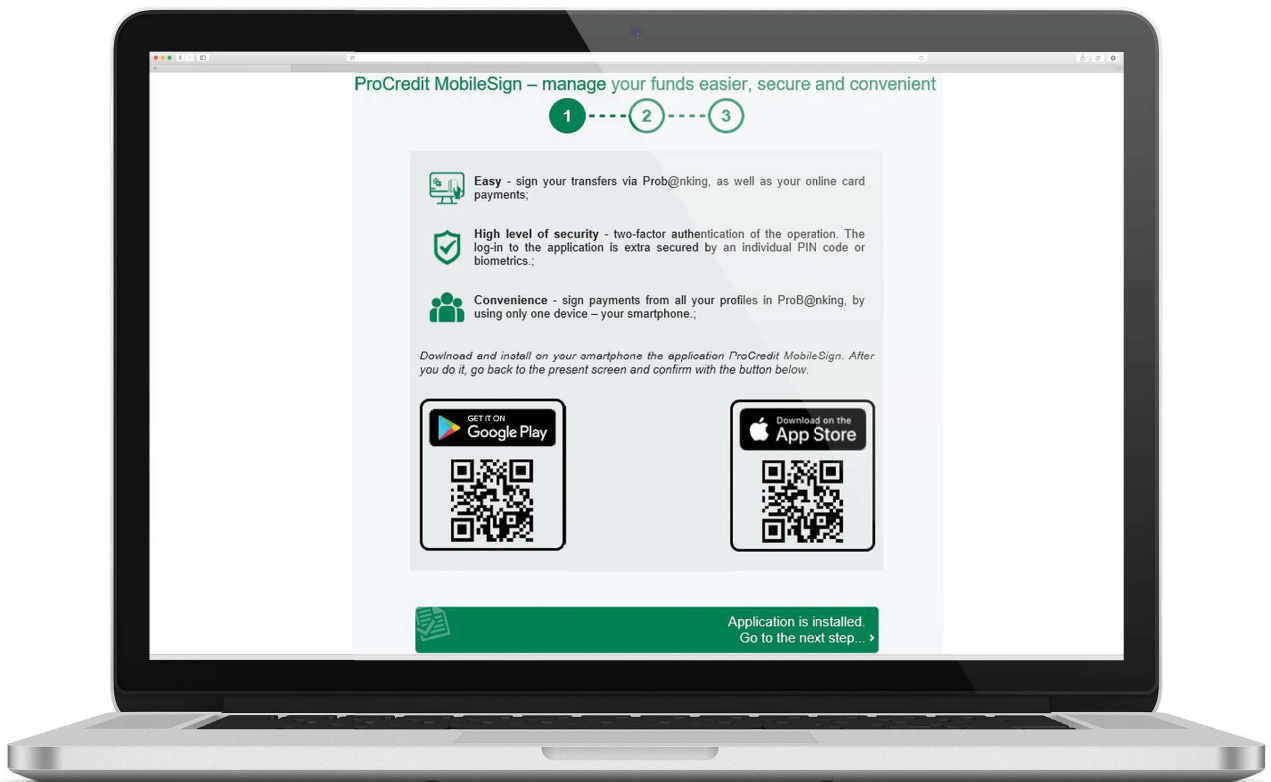 ProCredit MobileSign – manage your funds easier, secure and convenient
1
2
3
Easy - sign your transfers via Prob@nking, as well as your online card
payments;
High level of security - two-factor authentication of the operation. The
log-in to the application is extra secured by an individual PIN code or
biometrics.;
Convenience - sign payments from all your profiles in ProB@nking, by
using only one device – your smartphone.;
Dowlnoad and install on your smartphone the application ProCredit MobileSign. After
you do it, go back to the present screen and confirm with the button below.
GET IT ON
Google Play
Download on the
App Store
Application is installed.
Go to the next step... ›